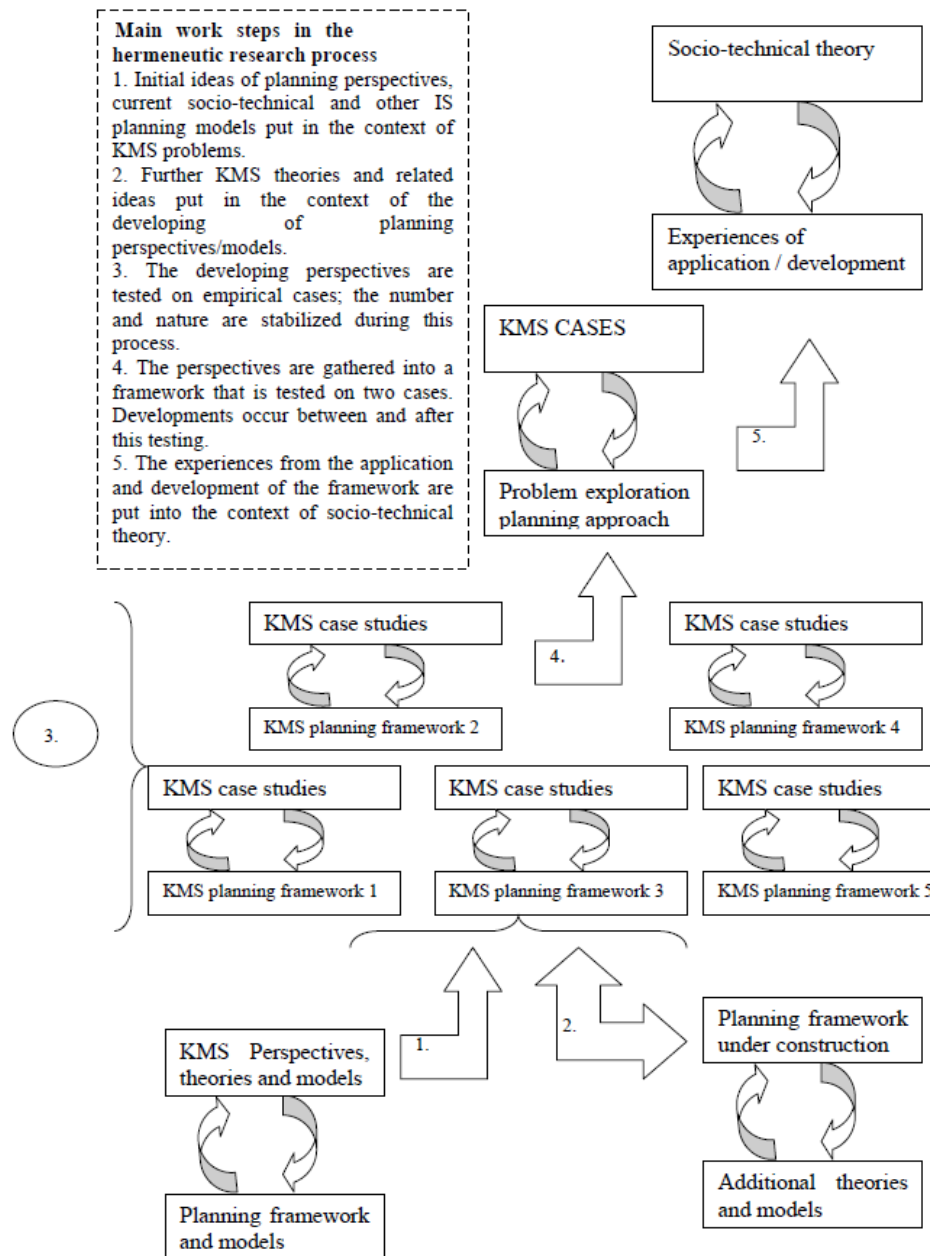 Main work steps in the
hermeneutic research process
1. Initial ideas of planning perspectives,
current socio-technical and other IS
planning models put in the context of
KMS problems.
2. Further KMS theories and related
ideas put in the context of the
developing of planning
perspectives/models.
3. The developing perspectives are
tested on empirical cases; the number
and nature are stabilized during this
process.
4. The perspectives are gathered into a
framework that is tested on two cases.
Developments occur between and after
this testing.
5. The experiences from the application
and development of the framework are
put into the context of socio-technical
theory.
Socio-technical theory
Experiences of
application / development
KMS CASES
5.
Problem exploration
planning approach
KMS case studies
KMS case studies
4.
KMS planning framework 2
KMS planning framework 4
3.
KMS case studies
KMS case studies
KMS case studies
KMS planning framework 1
KMS planning framework 3
KMS planning framework 5
1.
2.
KMS Perspectives,
theories and models
Planning framework
under construction
Planning framework
and models
Additional theories
and models